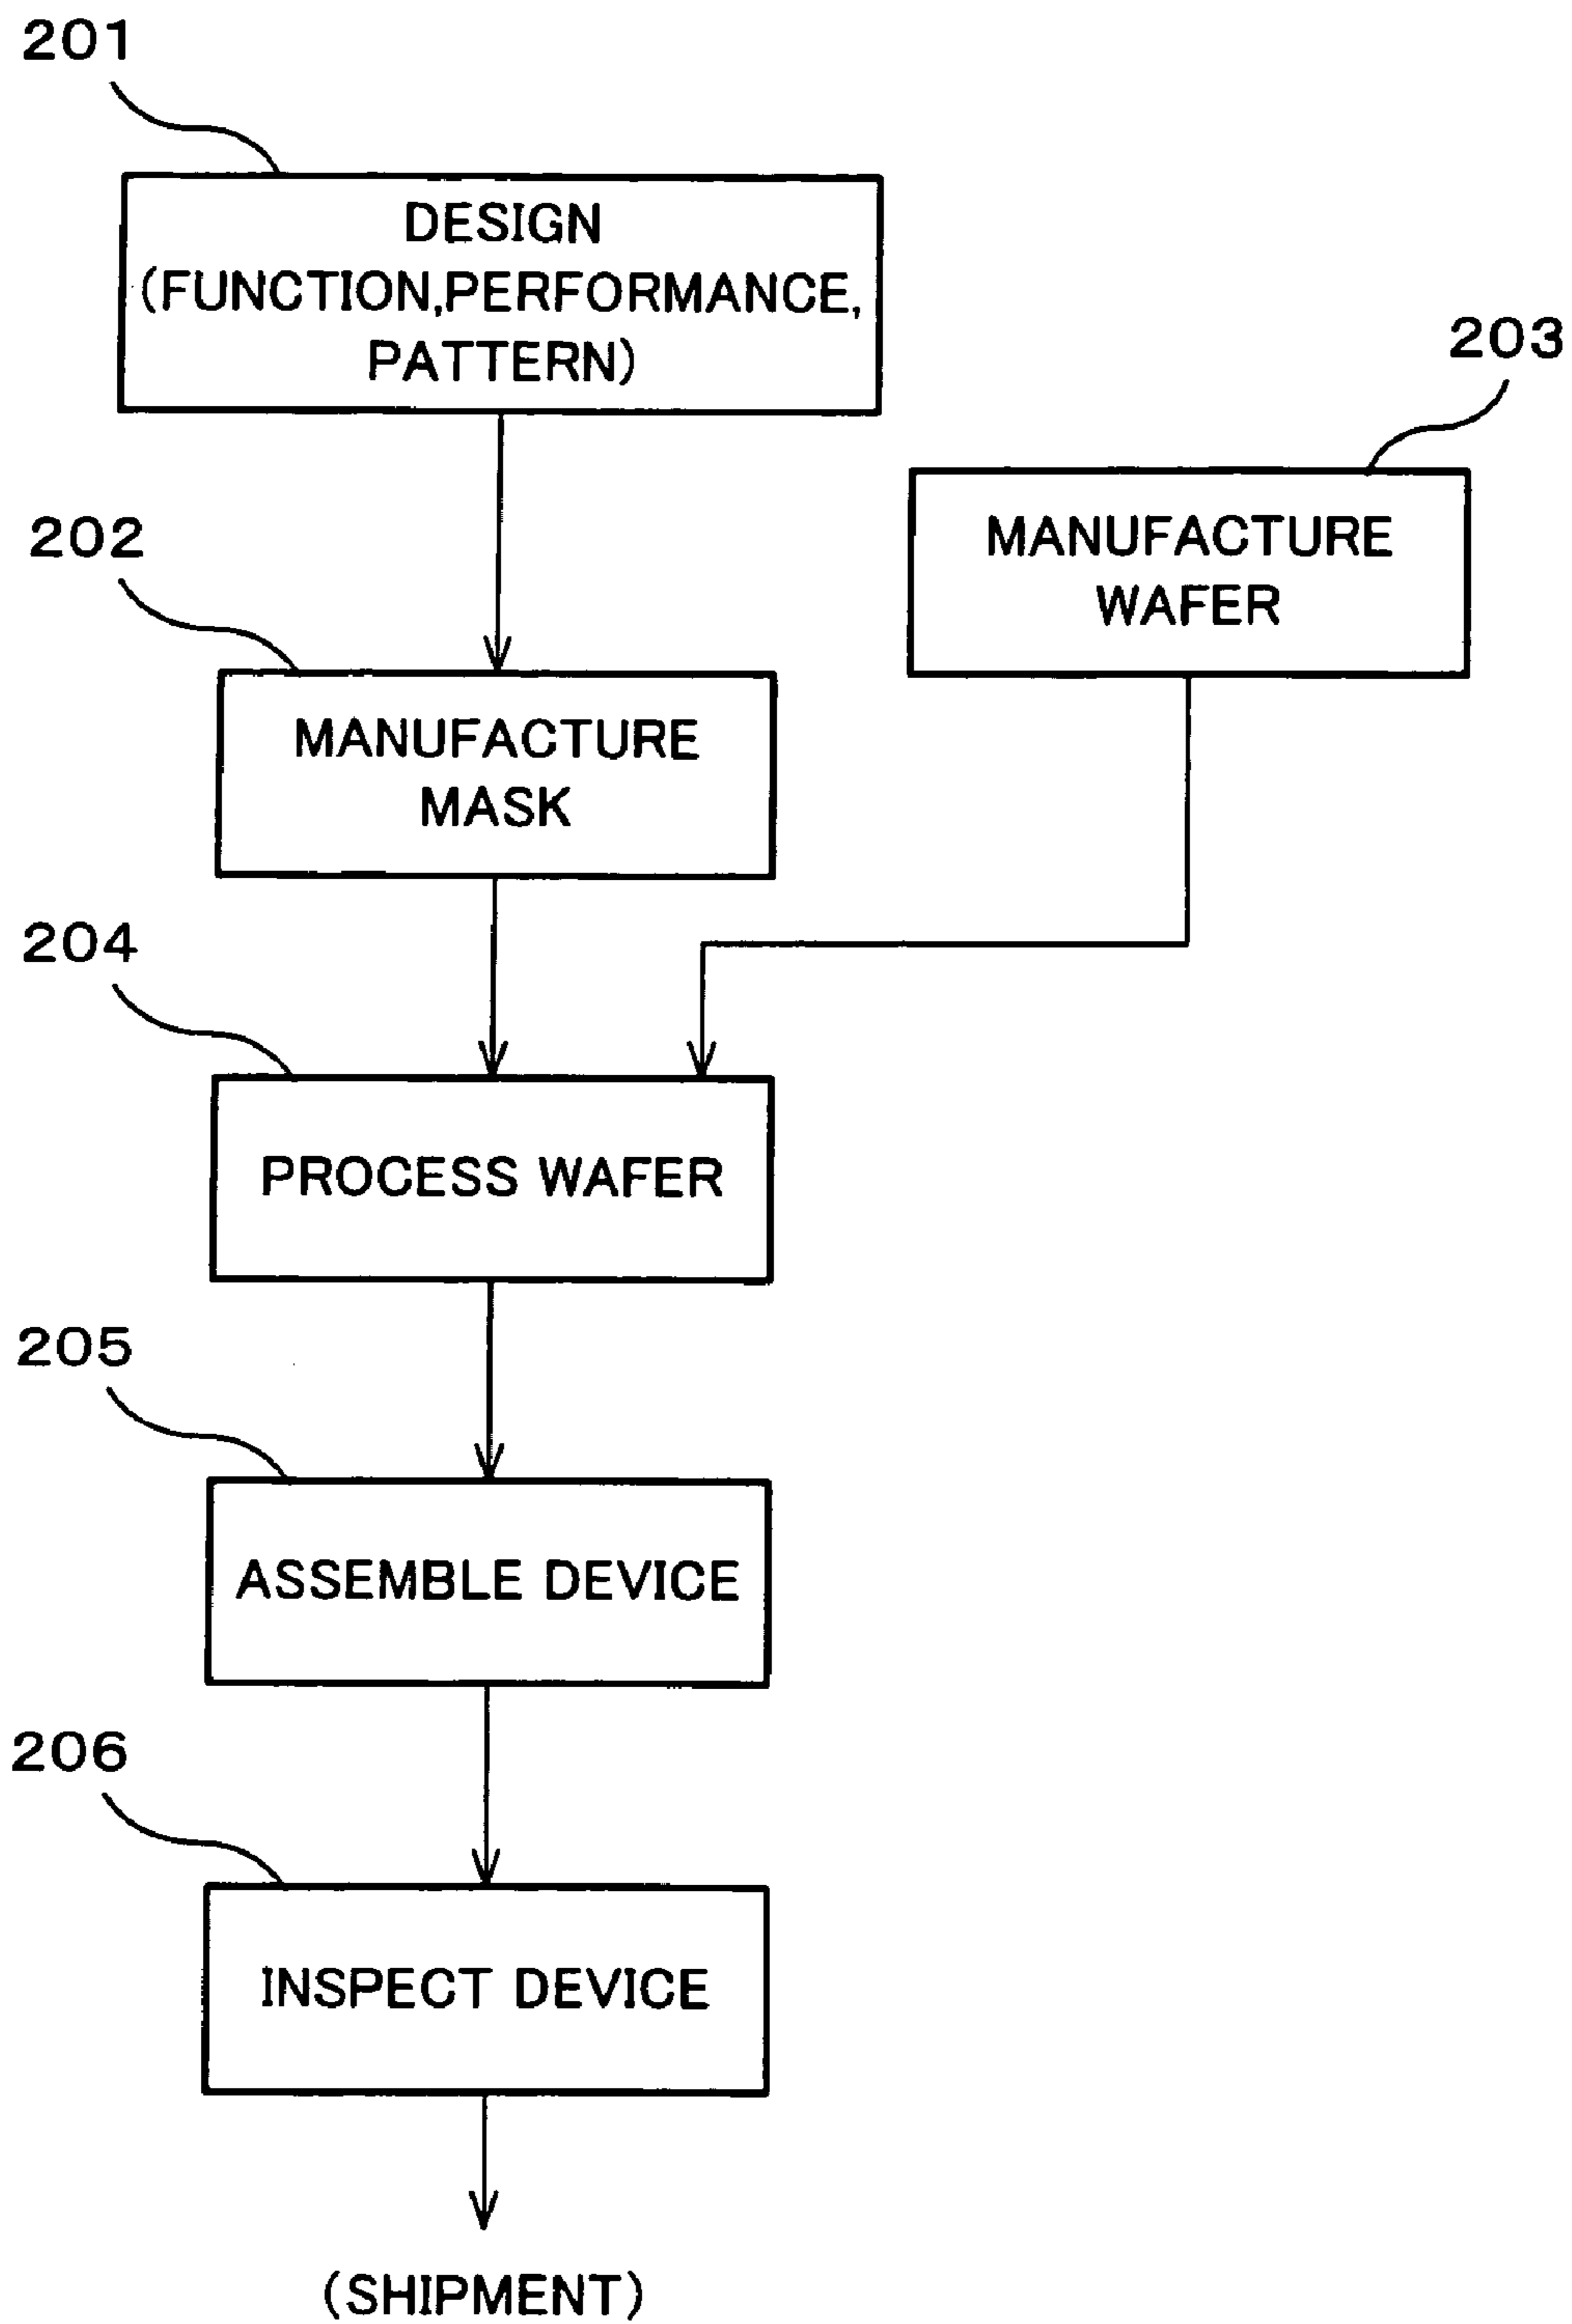 201
DESIGN
(FUNCTION,PERFORMANCE,
PATTERN)
203
MANUFACTURE
WAFER
202
MANUFACTURE
MASK
204
PROCESS WAFER
205
ASSEMBLE DEVICE
206
INSPECT DEVICE
(SHIPMENT)